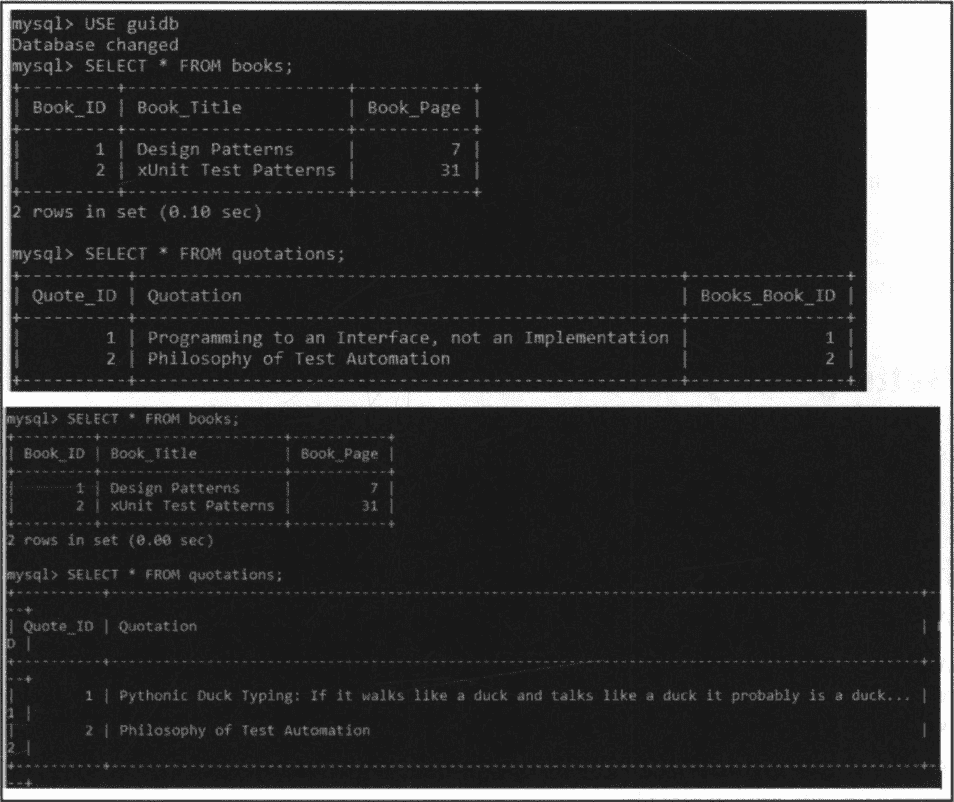 mysql> USE guidb
Database changed
mysql> SELECT * FROM books;
+---------+---------------------+-----------+
| Book_ID | Book_Title | Book_Page |
+---------+---------------------+-----------+
| 1 | Design Patterns | 7 |
| 2 | xUnit Test Patterns | 31 |
+---------+---------------------+-----------+
2 rows in set (0.10 sec)
mysql> SELECT * FROM quotations;
| Quote_ID | Quotation | Books_Book_ID |
| 1 | Programming to an Interface, not an Implementation | 1 |
| 2 | Philosophy of Test Automation | 2 |
mysql> SELECT * FROM books;
| Book_ID | Book_Title | Book_Page |
| 1 | Design Patterns | 7 |
| 2 | xUnit Test Patterns | 31 |
2 rows in set (0.00 sec)
mysql> SELECT * FROM quotations;
--+
| Quote_ID | Quotation |
D |
--+
| 1 | Pythonic Duck Typing: If it walks like a duck and talks like a duck it probably is a duck... |
1 |
| 2 | Philosophy of Test Automation |
2 |
--+